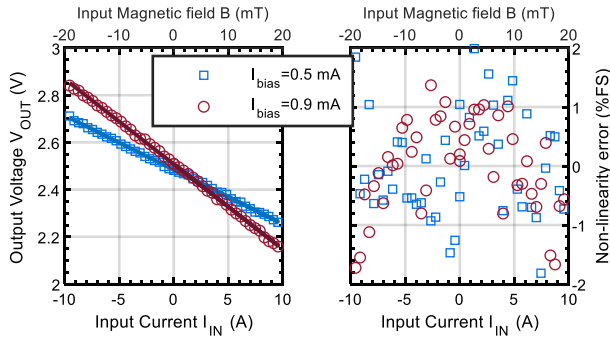 Input Magnetic field B (mT)
Input Magnetic field B (mT)
-20 -10 0 10 20
-20 -10 0 10 20
I_bias=0.5 mA
I_bias=0.9 mA
Output Voltage V_OUT (V)
3
2.8
2.6
2.4
2.2
2
2
1
0
-1
-2
Non-linearity error (%FS)
-10 -5 0 5 10
-10 -5 0 5 10
Input Current I_IN (A)
Input Current I_IN (A)